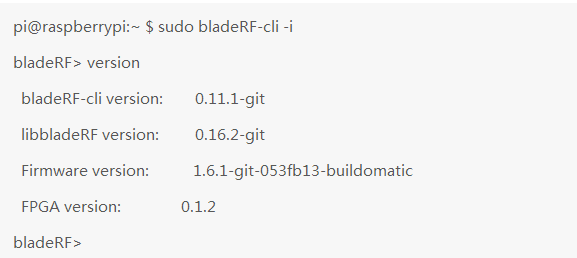 pi@raspberrypi:~ $ sudo bladeRF-cli -i
bladeRF> version
bladeRF-cli version: 0.11.1-git
libbladeRF version: 0.16.2-git
Firmware version: 1.6.1-git-053fb13-buildomatic
FPGA version: 0.1.2
bladeRF>